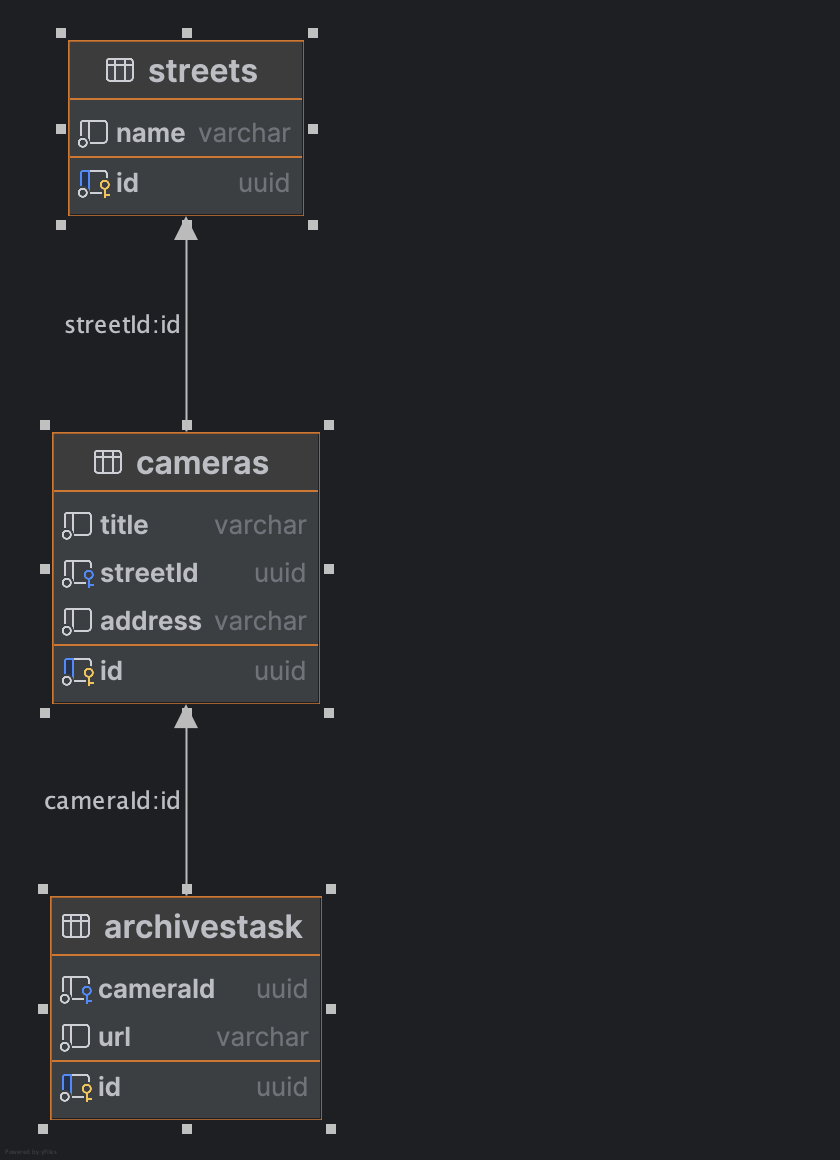 streets
name varchar
id uuid
streetId:id
cameras
title varchar
streetId uuid
address varchar
id uuid
cameraId:id
archivestask
cameraId uuid
url varchar
id uuid
Powered by yFiles